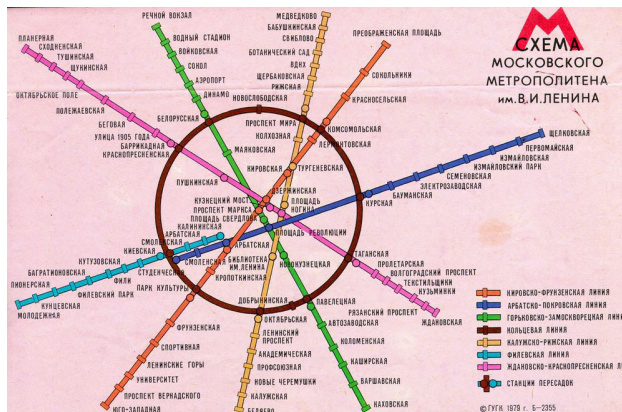 СХЕМА
МОСКОВСКОГО
МЕТРОПОЛИТЕНА
ИМ. В.И.ЛЕНИНА
РЕЧНОЙ ВОКЗАЛ
ВОДНЫЙ СТАДИОН
ВОЙКОВСКАЯ
СОКОЛ
АЭРОПОРТ
ДИНАМО
БЕЛОРУССКАЯ
МАЯКОВСКАЯ
МЕДВЕДКОВО
БАБУШКИНСКАЯ
СВИБЛОВО
БОТАНИЧЕСКИЙ САД
ВДНХ
ЩЕРБАКОВСКАЯ
РИЖСКАЯ
НОВОСЛОБОДСКАЯ
ПРОСПЕКТ МИРА
КОЛХОЗНАЯ
ПРЕОБРАЖЕНСКАЯ ПЛОЩАДЬ
СОКОЛЬНИКИ
КРАСНОСЕЛЬСКАЯ
КОМСОМОЛЬСКАЯ
ЛЕРМОНТОВСКАЯ
КИРОВСКАЯ
ТУРГЕНЕВСКАЯ
ПЛАНЕРНАЯ
СХОДНЕНСКАЯ
ТУШИНСКАЯ
ЩУКИНСКАЯ
ОКТЯБРЬСКОЕ ПОЛЕ
ПОЛЕЖАЕВСКАЯ
БЕГОВАЯ
УЛИЦА 1905 ГОДА
БАРРИКАДНАЯ
КРАСНОПРЕСНЕНСКАЯ
ПУШКИНСКАЯ
ЩЕЛКОВСКАЯ
ПЕРВОМАЙСКАЯ
ИЗМАЙЛОВСКАЯ
ИЗМАЙЛОВСКИЙ ПАРК
СЕМЕНОВСКАЯ
ЭЛЕКТРОЗАВОДСКАЯ
БАУМАНСКАЯ
КУРСКАЯ
ДЗЕРЖИНСКАЯ
КУЗНЕЦКИЙ МОСТ
ПЛОЩАДЬ
НОГИНА
ПРОСПЕКТ МАРКСА
ПЛОЩАДЬ СВЕРДЛОВА
КАЛИНИНСКАЯ
АРБАТСКАЯ
ПЛОЩАДЬ РЕВОЛЮЦИИ
СМОЛЕНСКАЯ
АРБАТСКАЯ
КИЕВСКАЯ
СМОЛЕНСКАЯ
БИБЛИОТЕКА
ИМ.ЛЕНИНА
КРОПОТКИНСКАЯ
НОВОКУЗНЕЦКАЯ
КУТУЗОВСКАЯ
СТУДЕНЧЕСКАЯ
БАГРАТИОНОВСКАЯ
ФИЛИ
ПИОНЕРСКАЯ
ФИЛЕВСКИЙ ПАРК
КУНЦЕВСКАЯ
МОЛОДЕЖНАЯ
ПАРК КУЛЬТУРЫ
ТАГАНСКАЯ
ПРОЛЕТАРСКАЯ
ВОЛГОГРАДСКИЙ ПРОСПЕКТ
ТЕКСТИЛЬЩИКИ
КУЗЬМИНКИ
РЯЗАНСКИЙ ПРОСПЕКТ
ЖДАНОВСКАЯ
ДОБРЫНИНСКАЯ
ПАВЕЛЕЦКАЯ
ОКТЯБРЬСКАЯ
АВТОЗАВОДСКАЯ
КОЛОМЕНСКАЯ
КАШИРСКАЯ
ВАРШАВСКАЯ
КАХОВСКАЯ
ЛЕНИНСКИЙ
ПРОСПЕКТ
АКАДЕМИЧЕСКАЯ
ПРОФСОЮЗНАЯ
НОВЫЕ ЧЕРЕМУШКИ
КАЛУЖСКАЯ
БЕЛЯЕВО
ФРУНЗЕНСКАЯ
СПОРТИВНАЯ
ЛЕНИНСКИЕ ГОРЫ
УНИВЕРСИТЕТ
ПРОСПЕКТ ВЕРНАДСКОГО
ЮГО-ЗАПАДНАЯ
КИРОВСКО-ФРУНЗЕНСКАЯ ЛИНИЯ
АРБАТСКО-ПОКРОВСКАЯ ЛИНИЯ
ГОРЬКОВСКО-ЗАМОСКВОРЕЦКАЯ ЛИНИЯ
КОЛЬЦЕВАЯ ЛИНИЯ
КАЛУЖСКО-РИЖСКАЯ ЛИНИЯ
ФИЛЕВСКАЯ ЛИНИЯ
ЖДАНОВСКО-КРАСНОПРЕСНЕНСКАЯ ЛИНИЯ
СТАНЦИИ ПЕРЕСАДОК
© ГУГК 1979 г. Б-2355